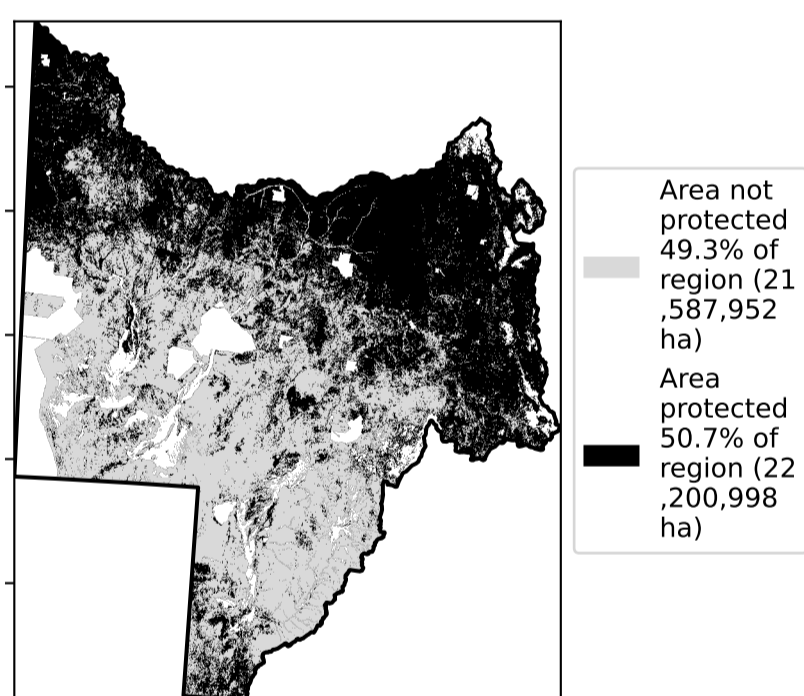 Area not
protected
49.3% of
region (21
,587,952
ha)
Area
protected
50.7% of
region (22
,200,998
ha)